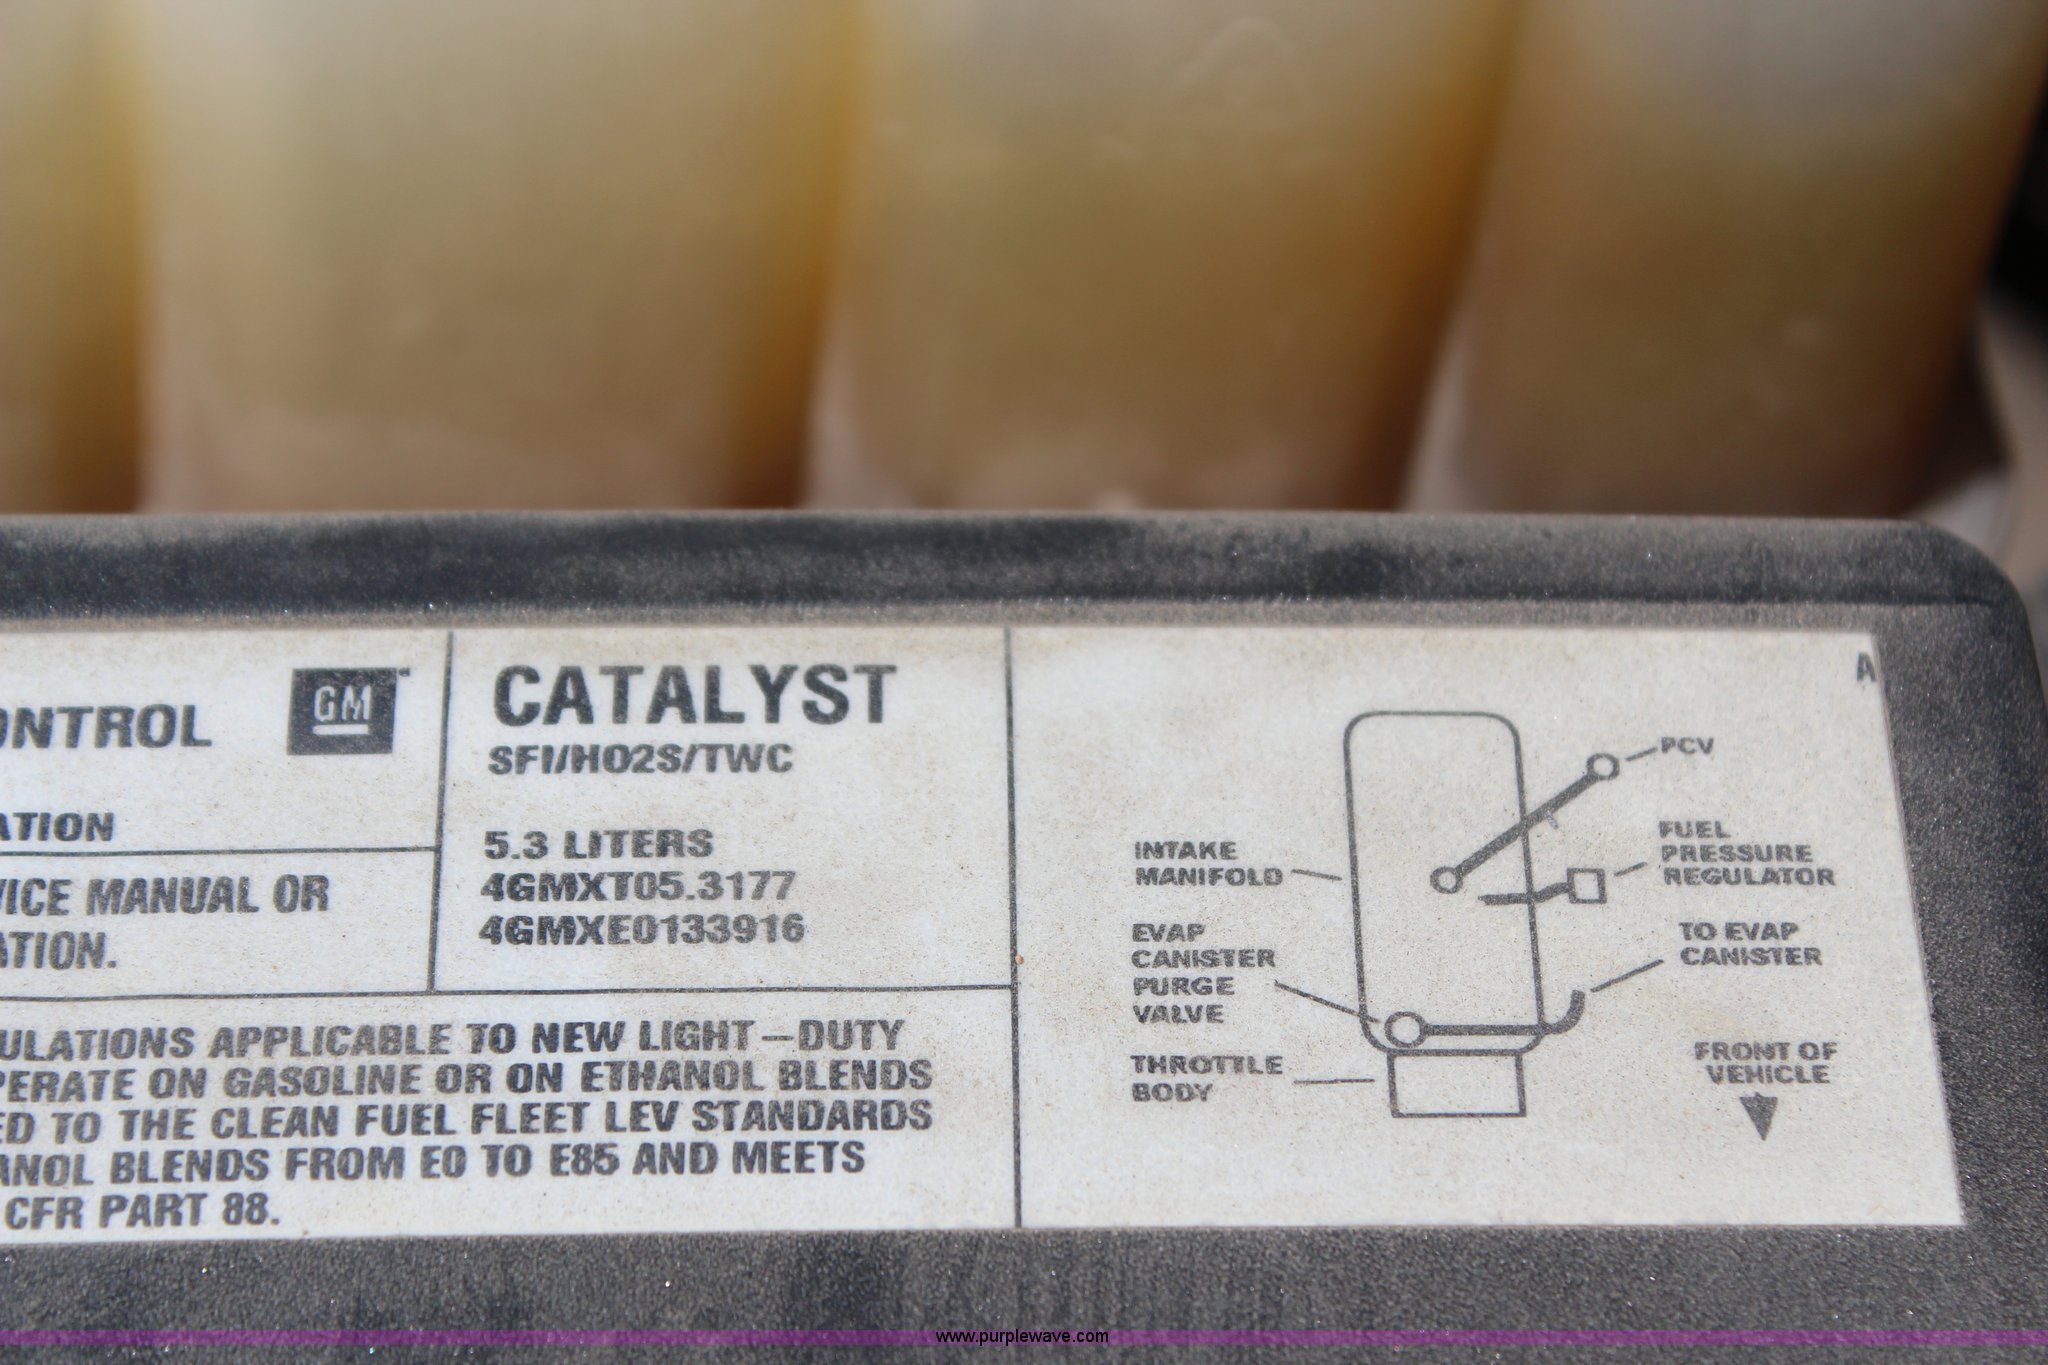 ONTROL
GM
ATION
VICE MANUAL OR
ATION.
CATALYST
SFI/HO2S/TWC
5.3 LITERS
4GMXT05.3177
4GMXE0133916
ULATIONS APPLICABLE TO NEW LIGHT-DUTY
PERATE ON GASOLINE OR ON ETHANOL BLENDS
ED TO THE CLEAN FUEL FLEET LEV STANDARDS
ANOL BLENDS FROM E0 TO E85 AND MEETS
CFR PART 88.
A
PCV
INTAKE
MANIFOLD
FUEL
PRESSURE
REGULATOR
EVAP
CANISTER
PURGE
VALVE
TO EVAP
CANISTER
THROTTLE
BODY
FRONT OF
VEHICLE
www.purplewave.com